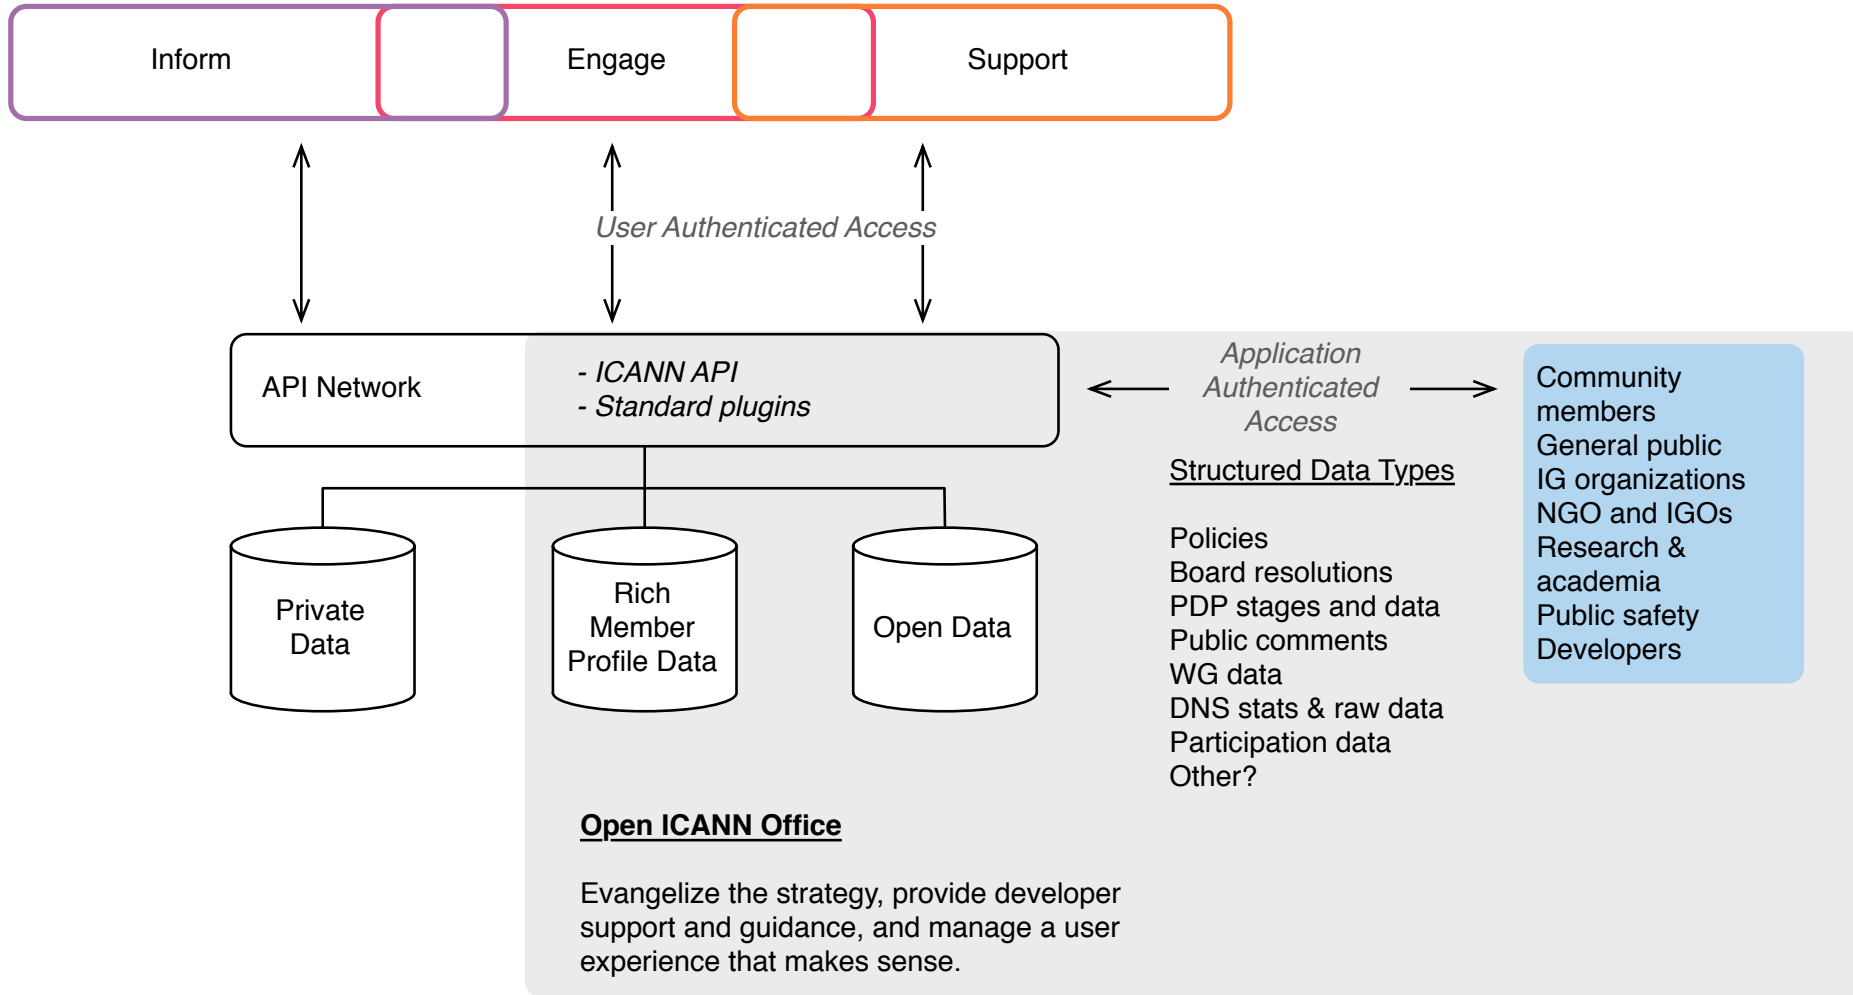 Inform
Engage
Support
User Authenticated Access
API Network
- ICANN API
- Standard plugins
Application
Authenticated
Access
Community
members
General public
IG organizations
NGO and IGOs
Research &
academia
Public safety
Developers
Structured Data Types
Policies
Board resolutions
PDP stages and data
Public comments
WG data
DNS stats & raw data
Participation data
Other?
Private
Data
Rich
Member
Profile Data
Open Data
Open ICANN Office
Evangelize the strategy, provide developer
support and guidance, and manage a user
experience that makes sense.